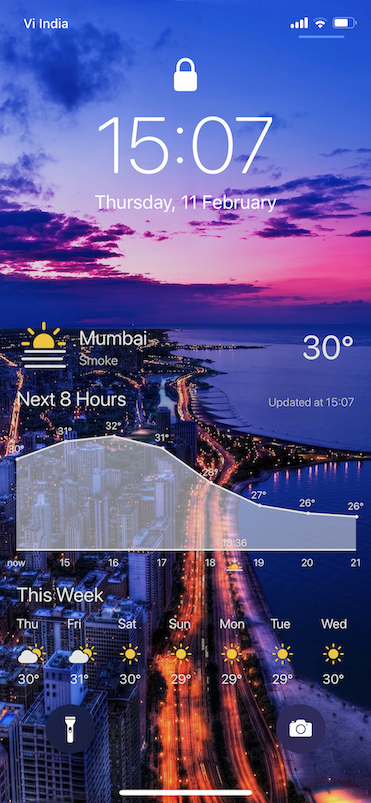 Vi India
15:07
Thursday, 11 February
Mumbai
30°
Smoke
Next 8 Hours
Updated at 15:07
30° 31° 32° 31° 28° 27° 26° 26°
18:36
now 15 16 17 18 19 20 21
This Week
Thu Fri Sat Sun Mon Tue Wed
30° 31° 30° 29° 29° 29° 30°